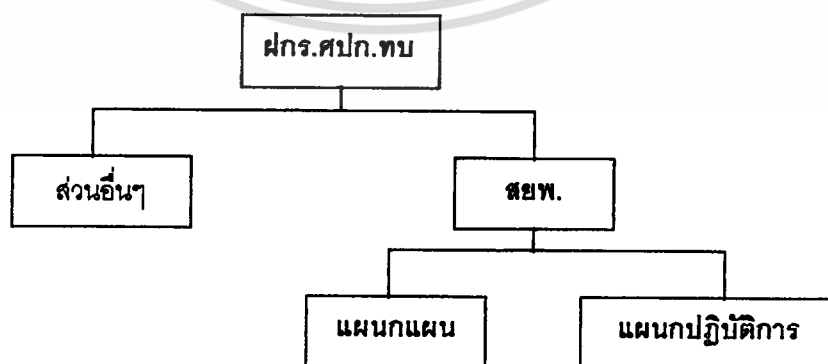 ฝกร.ศปก.ทบ
ส่วนอื่นๆ
สยพ.
แผนกแผน
แผนกปฏิบัติการ